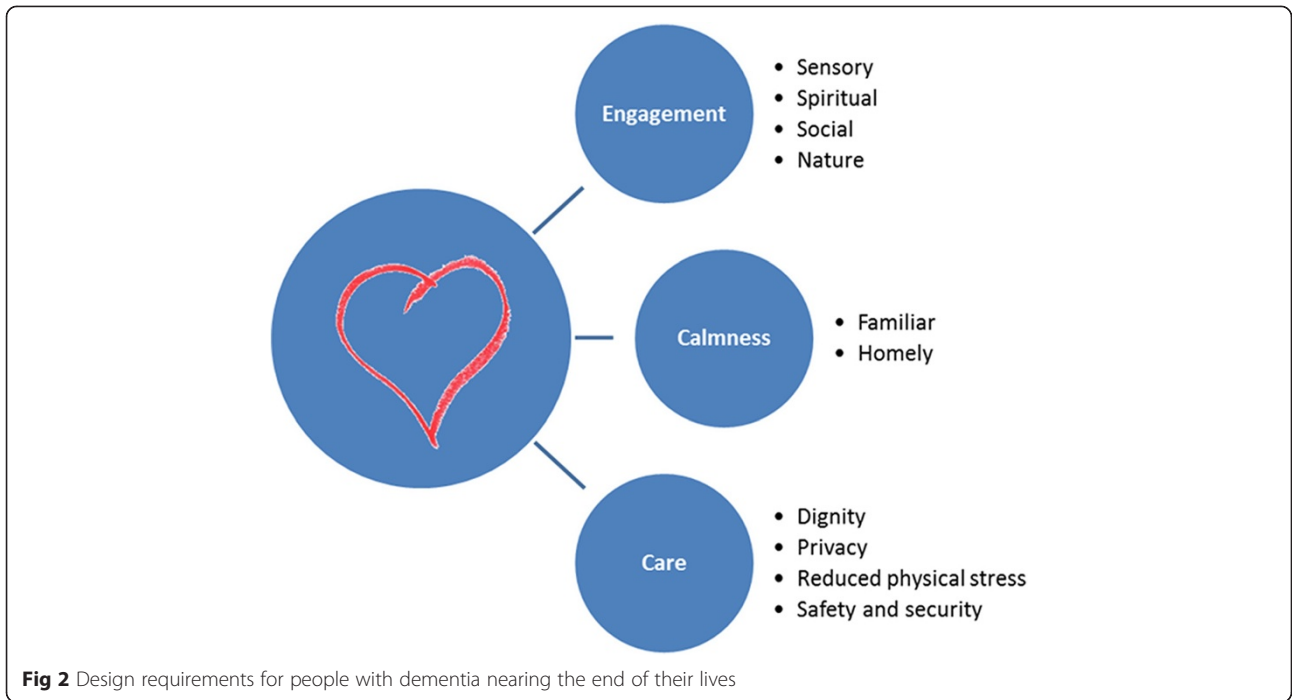 Engagement
• Sensory
• Spiritual
• Social
• Nature
Calmness
• Familiar
• Homely
Care
• Dignity
• Privacy
• Reduced physical stress
• Safety and security
Fig 2 Design requirements for people with dementia nearing the end of their lives